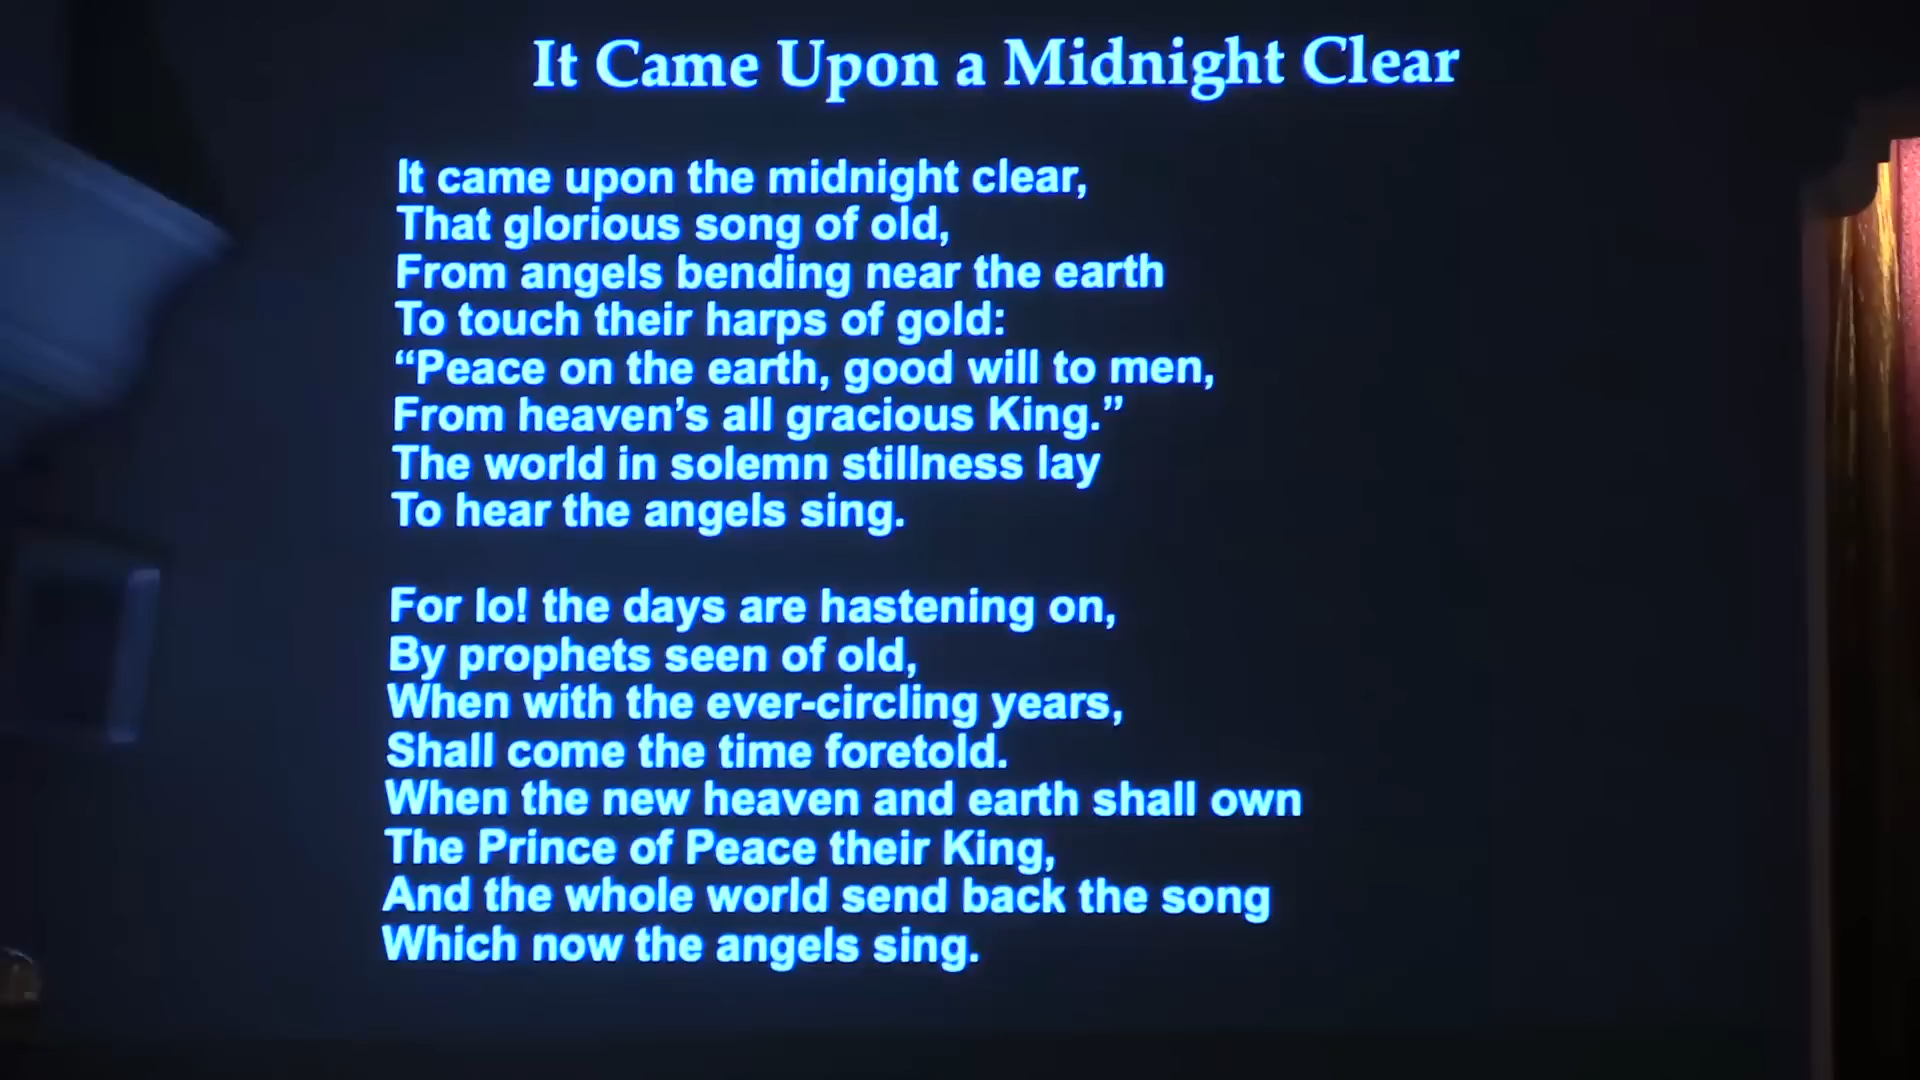 It Came Upon a Midnight Clear
It came upon the midnight clear,
That glorious song of old,
From angels bending near the earth
To touch their harps of gold:
“Peace on the earth, good will to men,
From heaven’s all gracious King.”
The world in solemn stillness lay
To hear the angels sing.
For lo! the days are hastening on,
By prophets seen of old,
When with the ever-circling years,
Shall come the time foretold.
When the new heaven and earth shall own
The Prince of Peace their King,
And the whole world send back the song
Which now the angels sing.